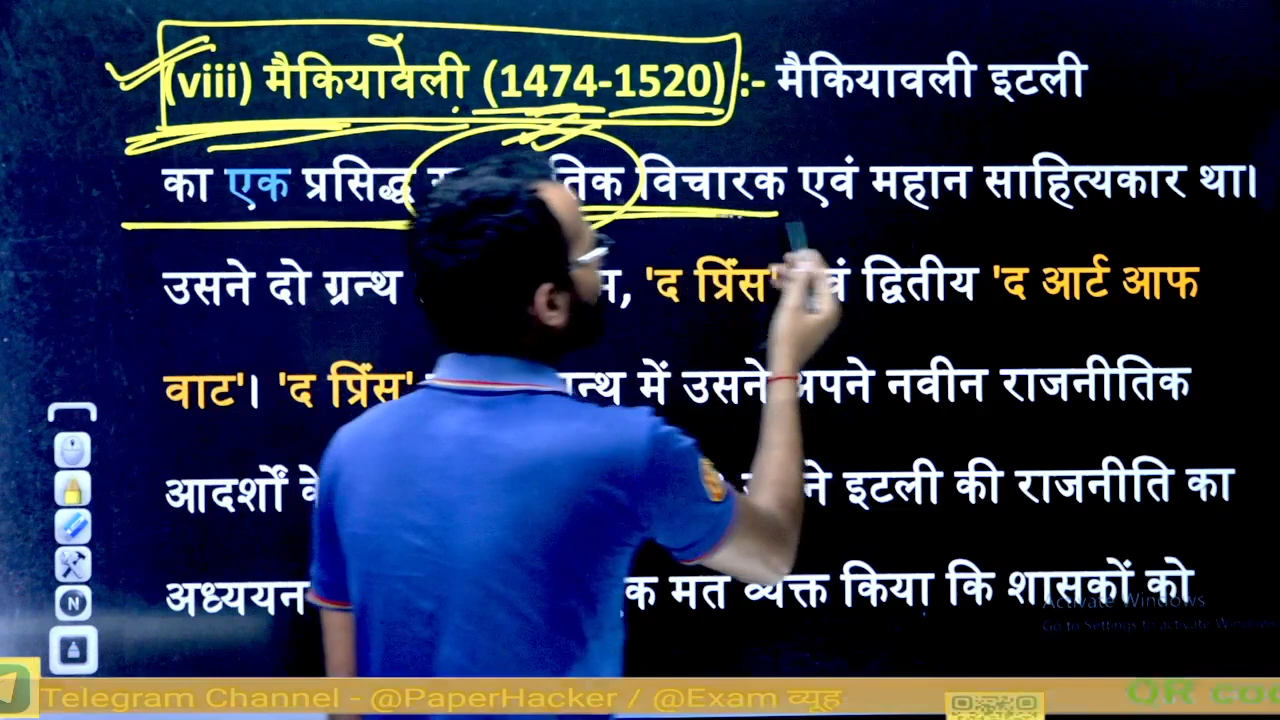 (viii) मैकियावेली (1474-1520) :- मैकियावली इटली
का एक प्रसिद्ध विचारक एवं महान साहित्यकार था।
उसने दो ग्रन्थ 'द प्रिंस' द्वितीय 'द आर्ट आफ
वाट'। 'द प्रिंस' में उसने अपने नवीन राजनीतिक
आदर्शों इटली की राजनीति का
अध्ययन मत व्यक्त किया कि शासकों को
Activate Windows
Go to Settings to activate Windows
N
Telegram Channel - @PaperHacker / @Exam व्यूह
QR